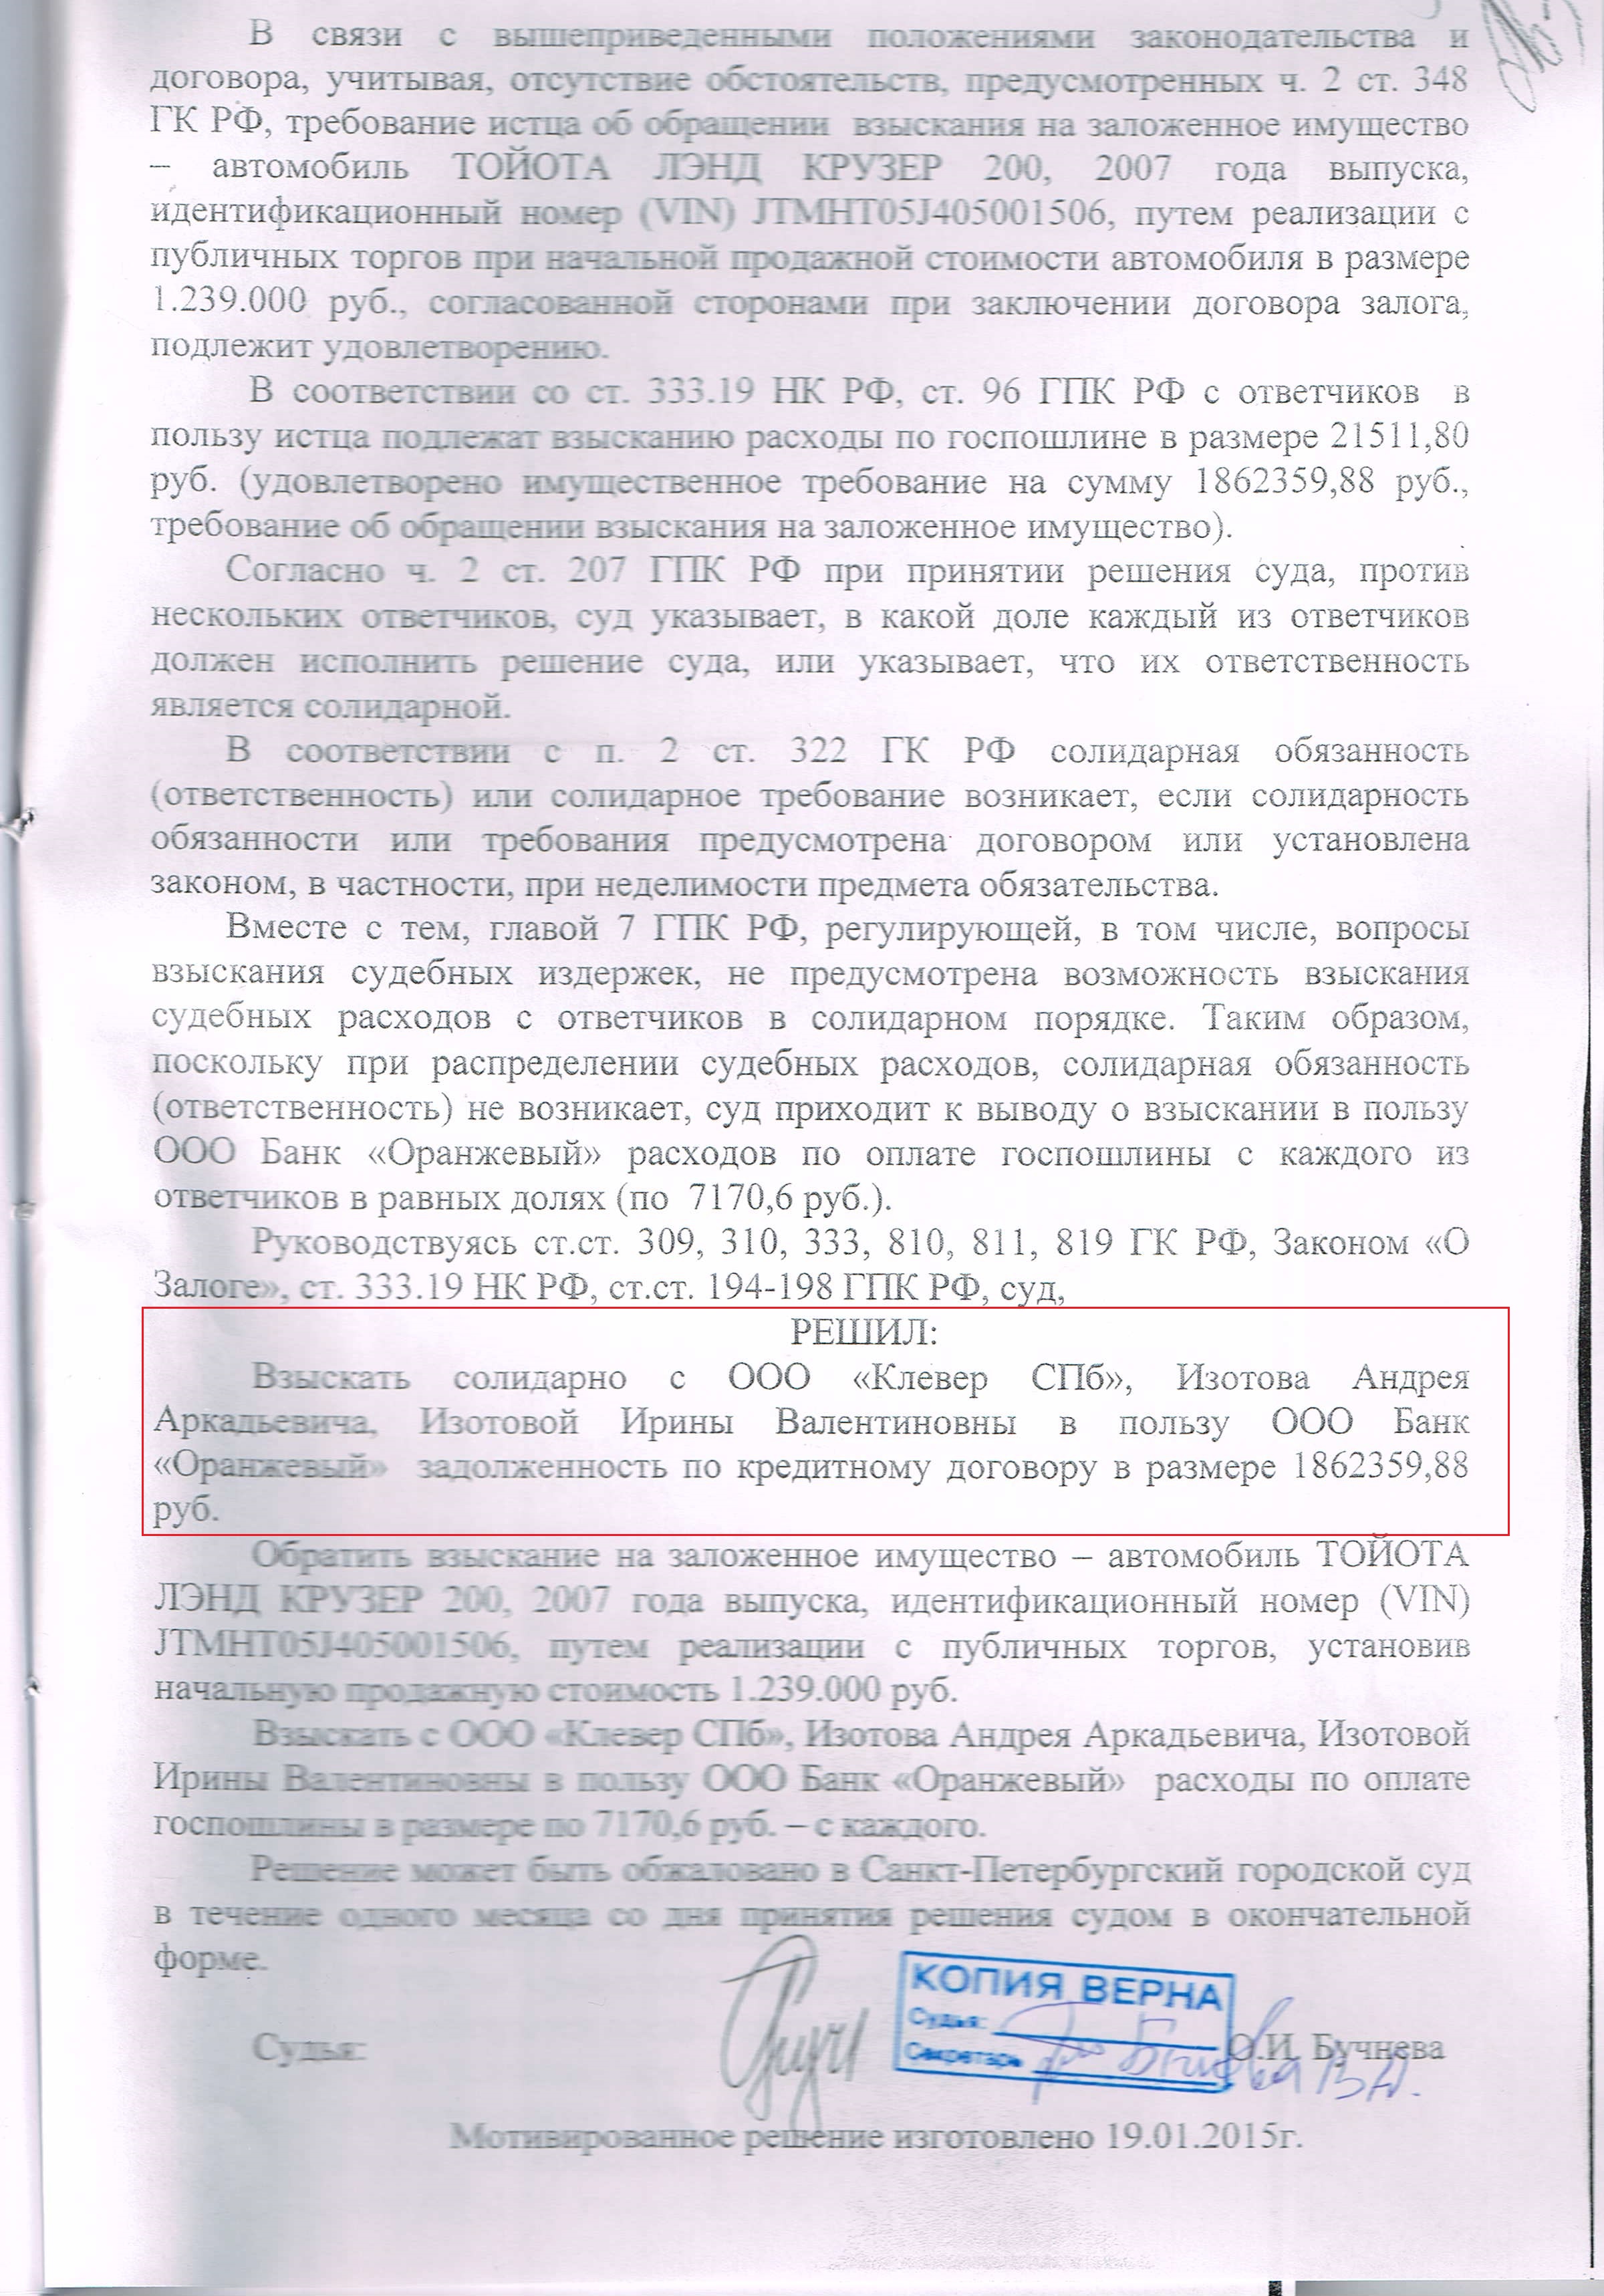 В связи с вышеприведенными положениями законодательства и
договора, учитывая, отсутствие обстоятельств, предусмотренных ч. 2 ст. 348
ГК РФ, требование истца об обращении взыскания на заложенное имущество
– автомобиль ТОЙОТА ЛЭНД КРУЗЕР 200, 2007 года выпуска,
идентификационный номер (VIN) JTMHT05J405001506, путем реализации с
публичных торгов при начальной продажной стоимости автомобиля в размере
1.239.000 руб., согласованной сторонами при заключении договора залога,
подлежит удовлетворению.
В соответствии со ст. 333.19 НК РФ, ст. 96 ГПК РФ с ответчиков в
пользу истца подлежат взысканию расходы по госпошлине в размере 21511,80
руб. (удовлетворено имущественное требование на сумму 1862359,88 руб.,
требование об обращении взыскания на заложенное имущество).
Согласно ч. 2 ст. 207 ГПК РФ при принятии решения суда, против
нескольких ответчиков, суд указывает, в какой доле каждый из ответчиков
должен исполнить решение суда, или указывает, что их ответственность
является солидарной.
В соответствии с п. 2 ст. 322 ГК РФ солидарная обязанность
(ответственность) или солидарное требование возникает, если солидарность
обязанности или требования предусмотрена договором или установлена
законом, в частности, при неделимости предмета обязательства.
Вместе с тем, главой 7 ГПК РФ, регулирующей, в том числе, вопросы
взыскания судебных издержек, не предусмотрена возможность взыскания
судебных расходов с ответчиков в солидарном порядке. Таким образом,
поскольку при распределении судебных расходов, солидарная обязанность
(ответственность) не возникает, суд приходит к выводу о взыскании в пользу
ООО Банк «Оранжевый» расходов по оплате госпошлины с каждого из
ответчиков в равных долях (по 7170,6 руб.).
Руководствуясь ст.ст. 309, 310, 333, 810, 811, 819 ГК РФ, Законом «О
Залоге», ст. 333.19 НК РФ, ст.ст. 194-198 ГПК РФ, суд,
РЕШИЛ:
Взыскать солидарно с ООО «Клевер СПб», Изотова Андрея
Аркадьевича, Изотовой Ирины Валентиновны в пользу ООО Банк
«Оранжевый» задолженность по кредитному договору в размере 1862359,88
руб.
Обратить взыскание на заложенное имущество – автомобиль ТОЙОТА
ЛЭНД КРУЗЕР 200, 2007 года выпуска, идентификационный номер (VIN)
JTMHT05J405001506, путем реализации с публичных торгов, установив
начальную продажную стоимость 1.239.000 руб.
Взыскать с ООО «Клевер СПб», Изотова Андрея Аркадьевича, Изотовой
Ирины Валентиновны в пользу ООО Банк «Оранжевый» расходы по оплате
госпошлины в размере по 7170,6 руб. – с каждого.
Решение может быть обжаловано в Санкт-Петербургский городской суд
в течение одного месяца со дня принятия решения судом в окончательной
форме.
КОПИЯ ВЕРНА
Судья:
Секретарь
Судья: О.И. Бучнева
Мотивированное решение изготовлено 19.01.2015г.